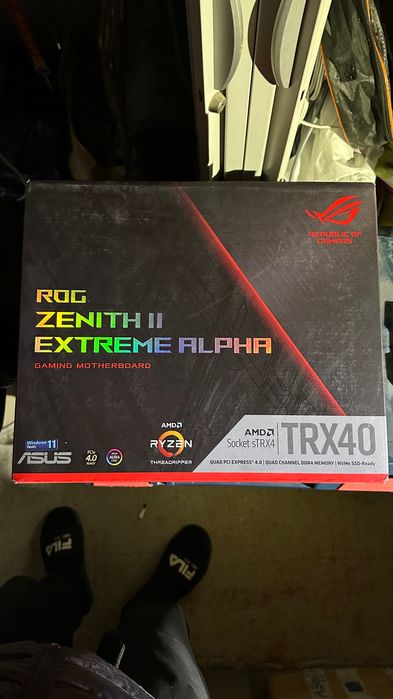 REPUBLIC OF
GAMERS
ROG
ZENITH II
EXTREME ALPHA
GAMING MOTHERBOARD
Windows 11
Ready
ASUS
PCIe
4.0
READY
AURA
AMD
RYZEN
THREADRIPPER
AMD
Socket sTRX4
TRX40
QUAD PCI EXPRESS® 4.0 | QUAD CHANNEL DDR4 MEMORY | NVMe SSD-Ready
FILA
FILA